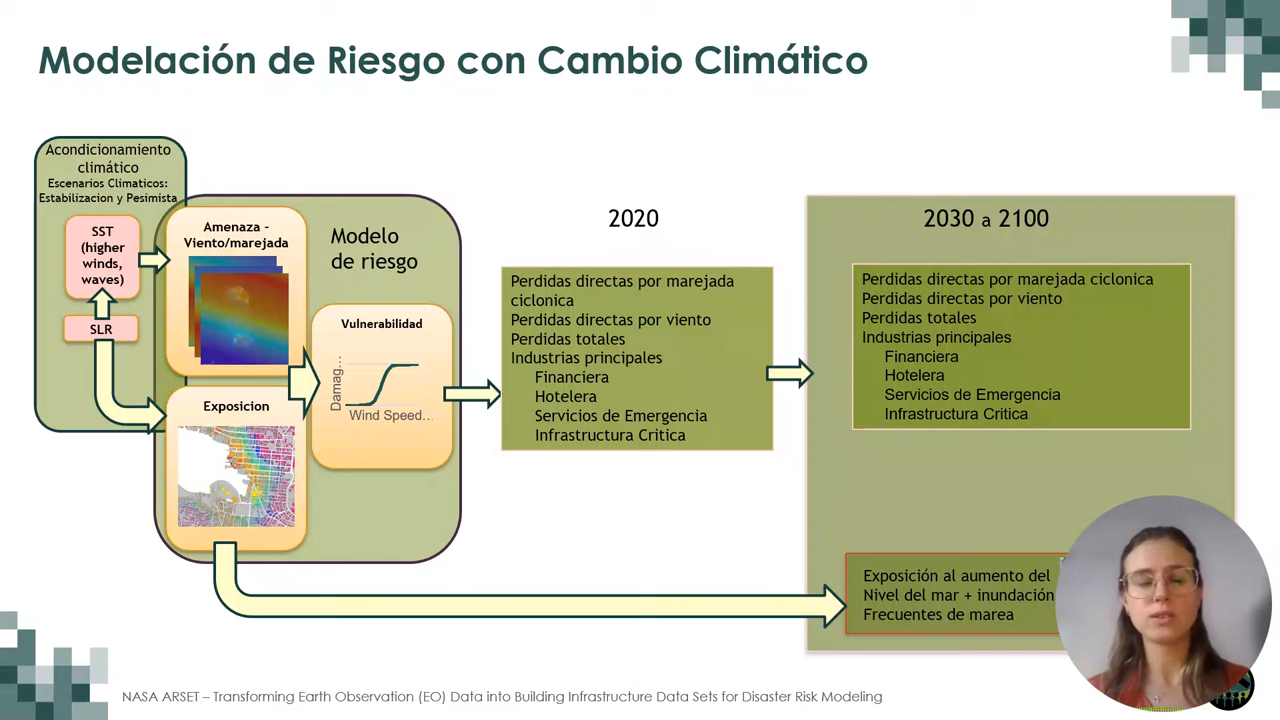 Modelación de Riesgo con Cambio Climático
Acondicionamiento
climático
Escenarios Climaticos:
Estabilizacion y Pesimista
SST
(higher
winds,
waves)
SLR
Amenaza –
Viento/marejada
Modelo
de riesgo
Vulnerabilidad
Damag...
Wind Speed..
Exposicion
2020
Perdidas directas por marejada
ciclonica
Perdidas directas por viento
Perdidas totales
Industrias principales
Financiera
Hotelera
Servicios de Emergencia
Infrastructura Critica
2030 a 2100
Perdidas directas por marejada ciclonica
Perdidas directas por viento
Perdidas totales
Industrias principales
Financiera
Hotelera
Servicios de Emergencia
Infrastructura Critica
Exposición al aumento del
Nivel del mar + inundación
Frecuentes de marea
NASA ARSET – Transforming Earth Observation (EO) Data into Building Infrastructure Data Sets for Disaster Risk Modeling